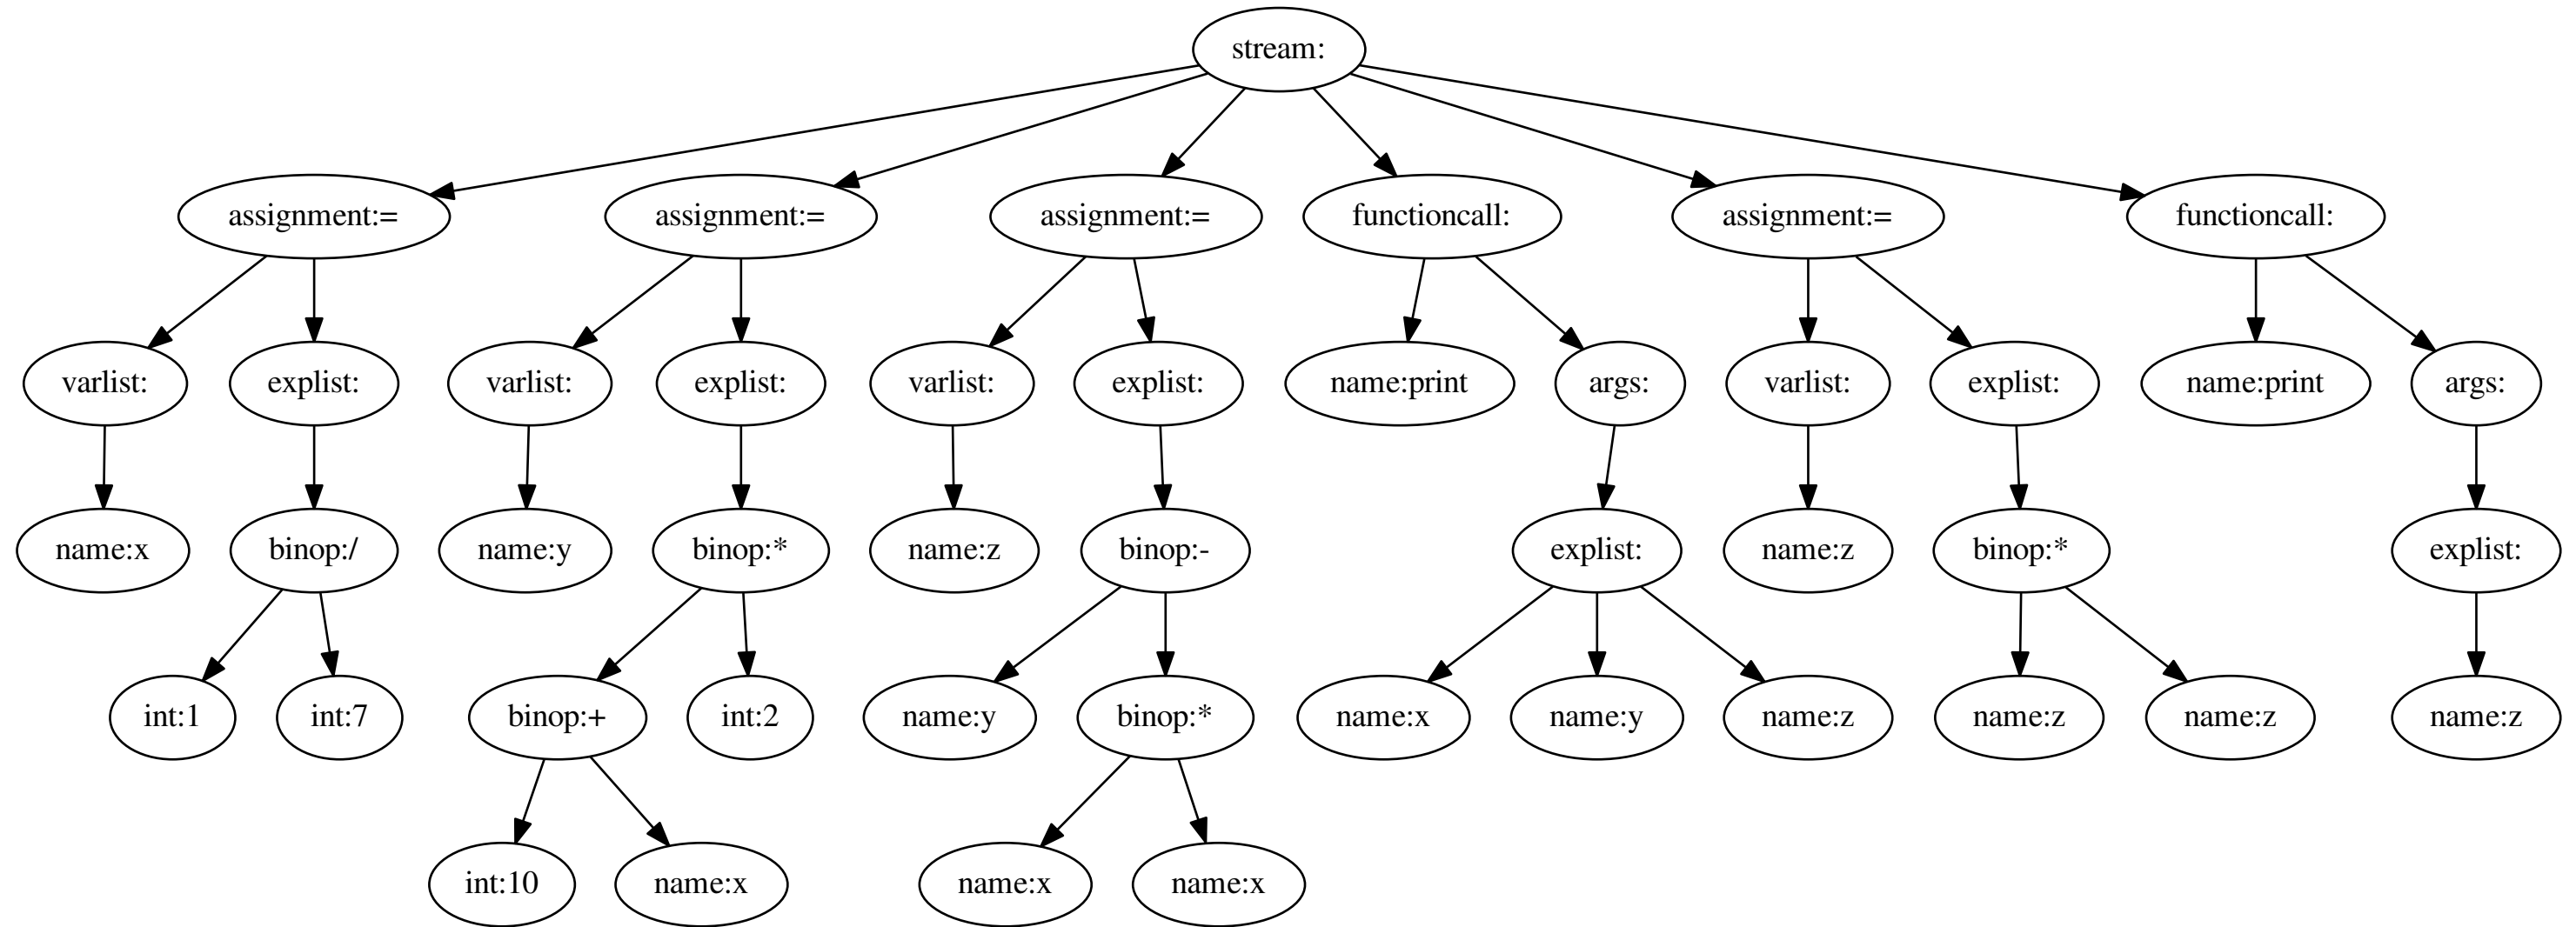 stream:
assignment:= assignment:= assignment:= functioncall: assignment:= functioncall:
varlist: explist: varlist: explist: varlist: explist: name:print args: varlist: explist: name:print args:
name:x binop:/ name:y binop:* name:z binop:- explist: name:z binop:* explist:
int:1 int:7 binop:+ int:2 name:y binop:* name:x name:y name:z name:z name:z name:z
int:10 name:x name:x name:x